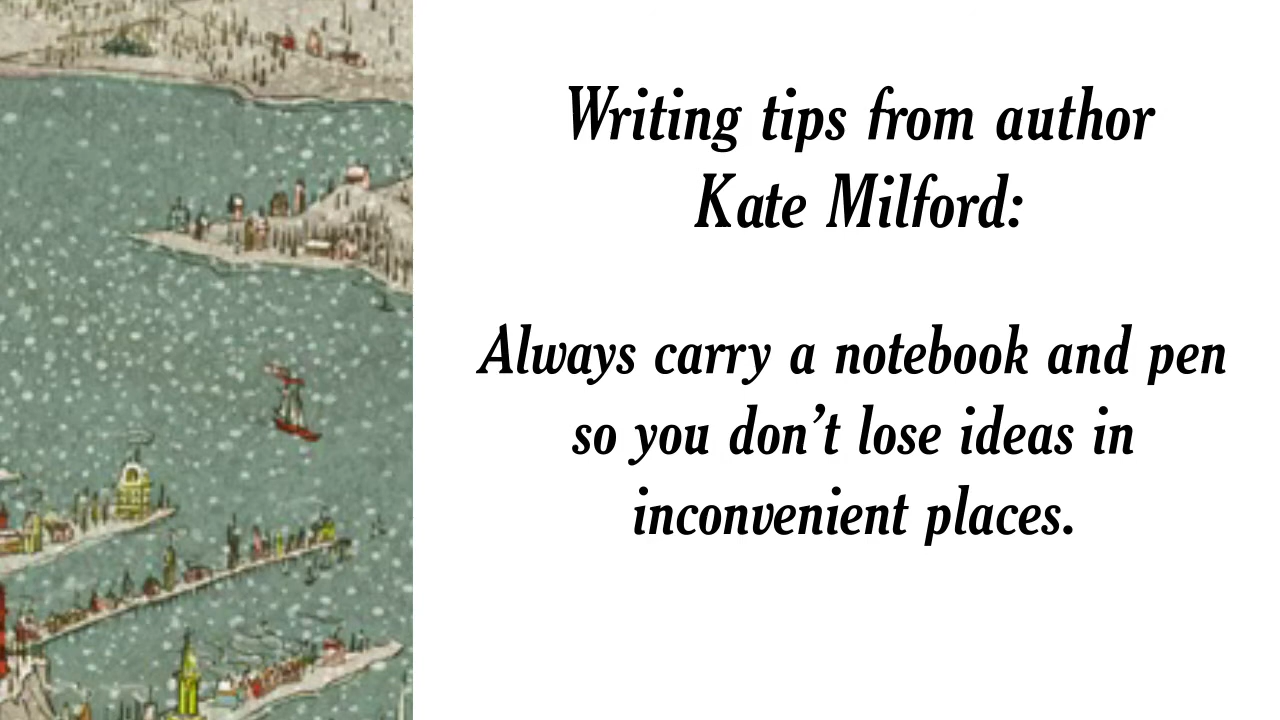 Writing tips from author
Kate Milford:
Always carry a notebook and pen
so you don’t lose ideas in
inconvenient places.